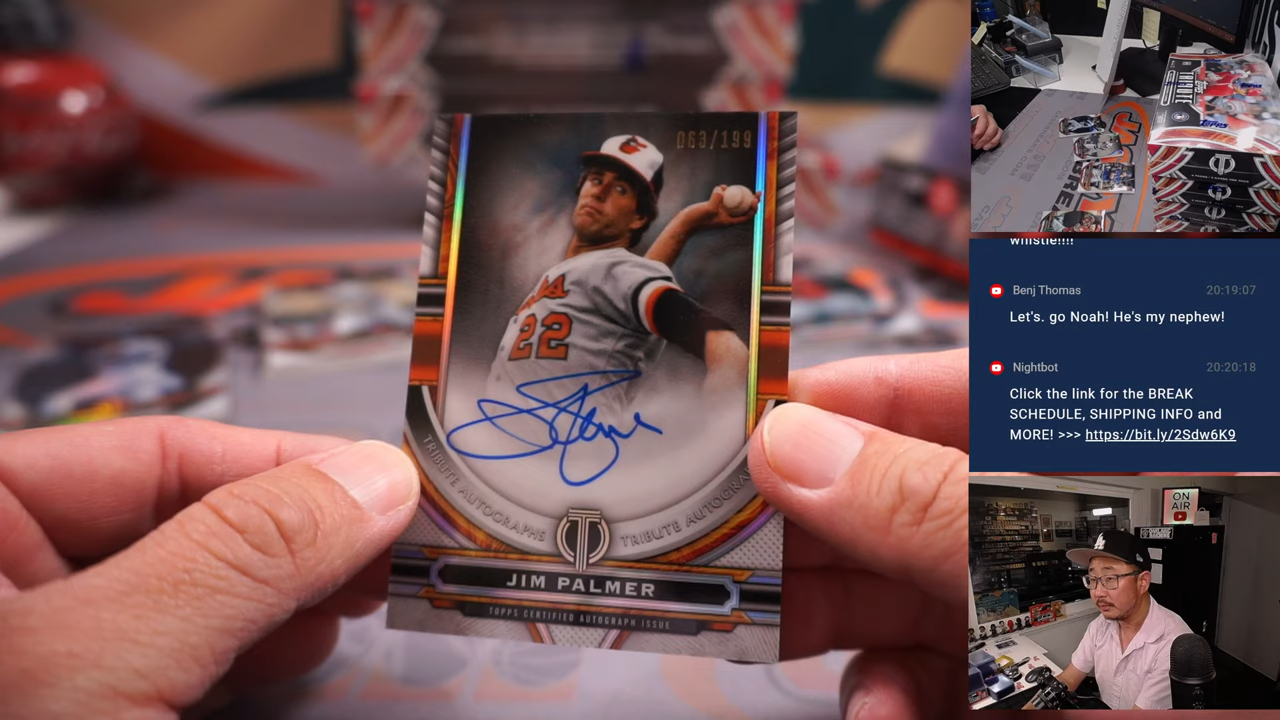 063/199
22
TRIBUTE AUTOGRAPHS TRIBUTE AUTOGRA
JIM PALMER
TOPPS CERTIFIED AUTOGRAPH ISSUE
TRIBUTE
topps
whistle!!!!
Benj Thomas 20:19:07
Let's. go Noah! He's my nephew!
Nightbot 20:20:18
Click the link for the BREAK
SCHEDULE, SHIPPING INFO and
MORE! >>> https://bit.ly/2Sdw6K9
ON
AIR